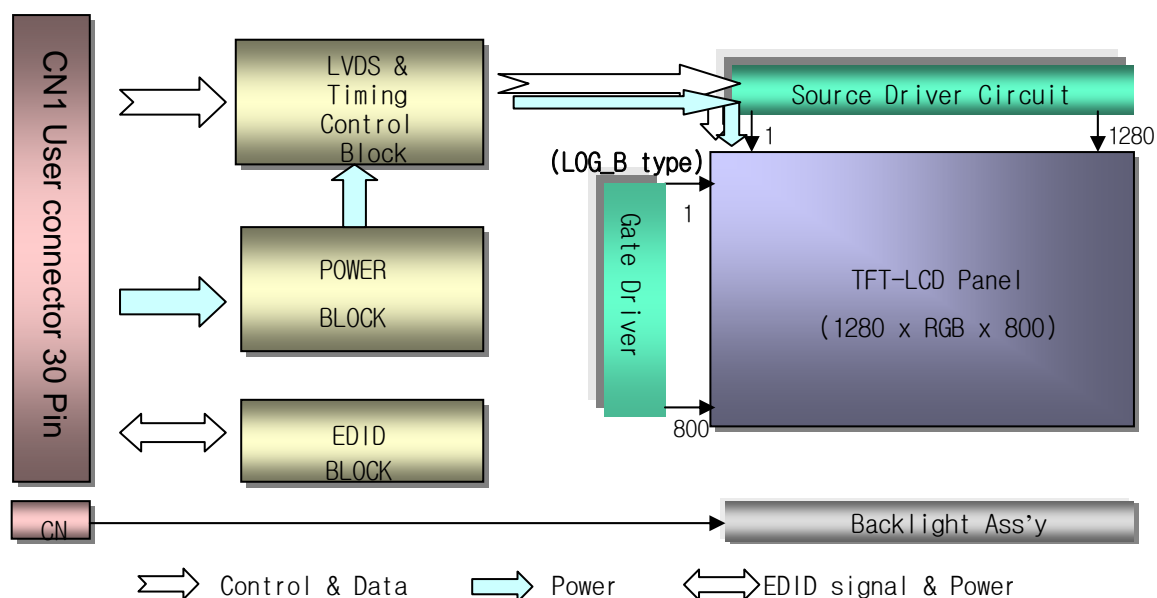 CN1 User connector 30 Pin
LVDS &
Timing
Control
Block
POWER
BLOCK
EDID
BLOCK
Source Driver Circuit
1
1280
(LOG_B type)
Gate Driver
1
800
TFT-LCD Panel
(1280 x RGB x 800)
CN
Backlight Ass’y
Control & Data
Power
EDID signal & Power